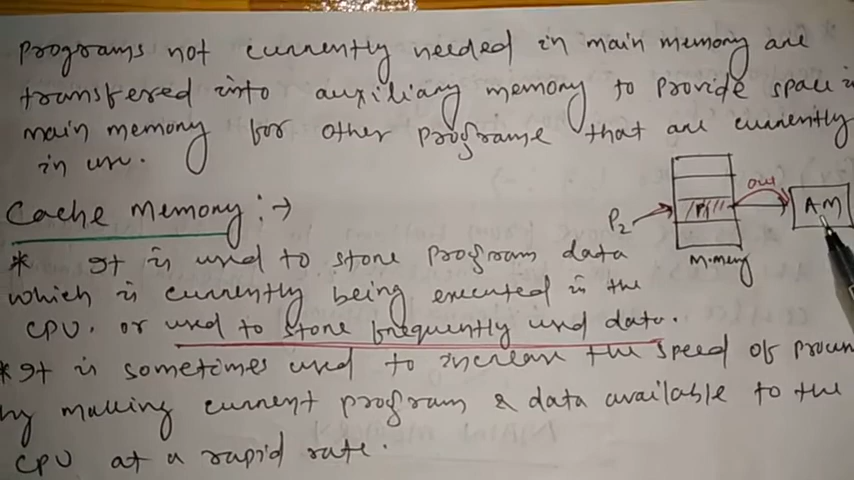 Programs not currently needed in main memory are
transfered into auxiliary memory to provide space in
main memory for other programe that are currently
in use.
Cache Memory :→
* It is used to store program data
which is currently being executed in the
CPU. or used to store frequently used data.
* It is sometimes used to increase the speed of
by making current program & data available to the
CPU at a rapid rate.
P2
P1
out
AM
M.memy